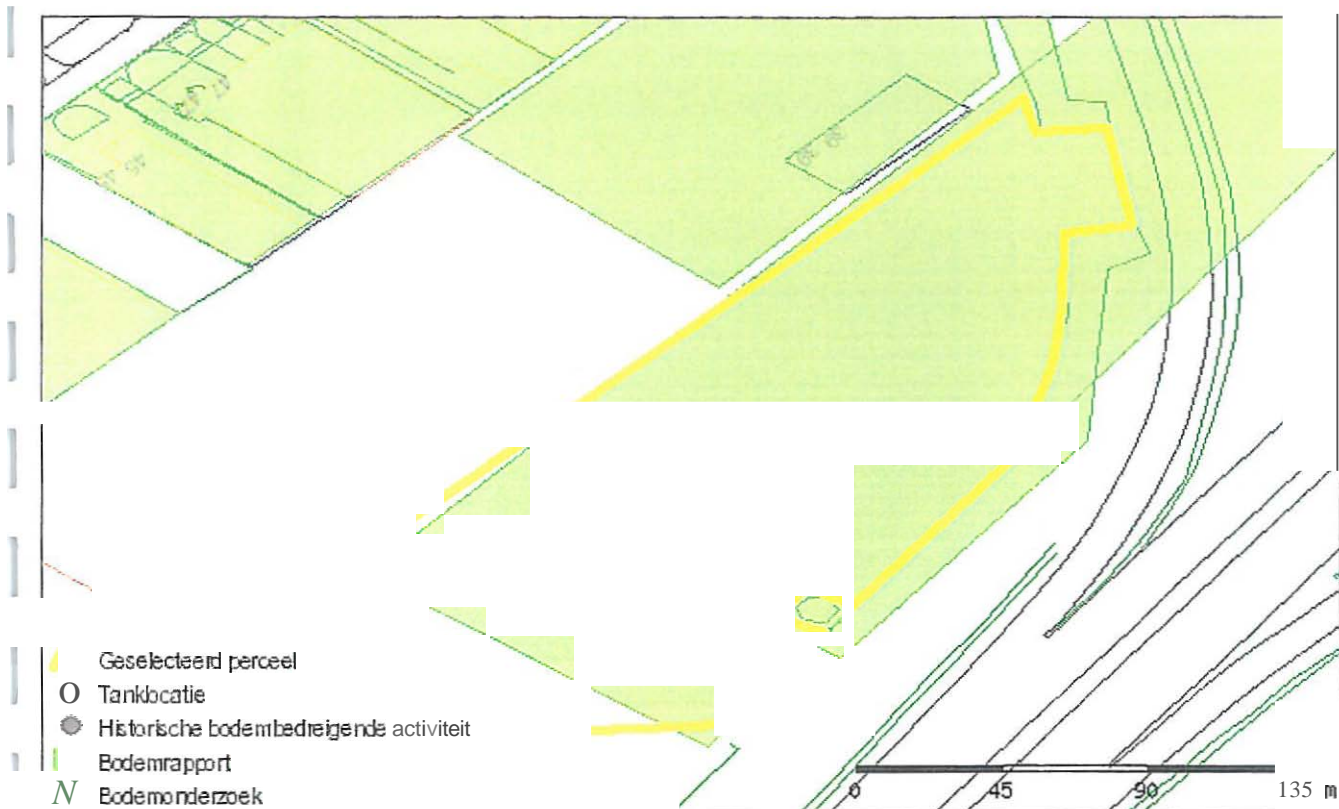 Geselecteerd perceel
O Tanklocatie
Historische bodembedreigende activiteit
Bodemrapport
N Bodemonderzoek
0 45 90 135 m